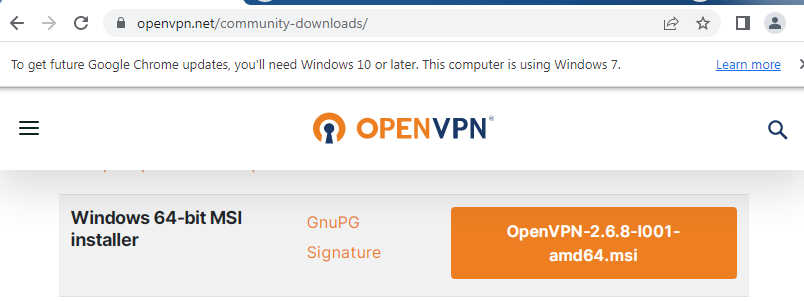 openvpn.net/community-downloads/
To get future Google Chrome updates, you'll need Windows 10 or later. This computer is using Windows 7.
Learn more
OPENVPN®
Windows 64-bit MSI
installer
GnuPG
Signature
OpenVPN-2.6.8-I001-
amd64.msi